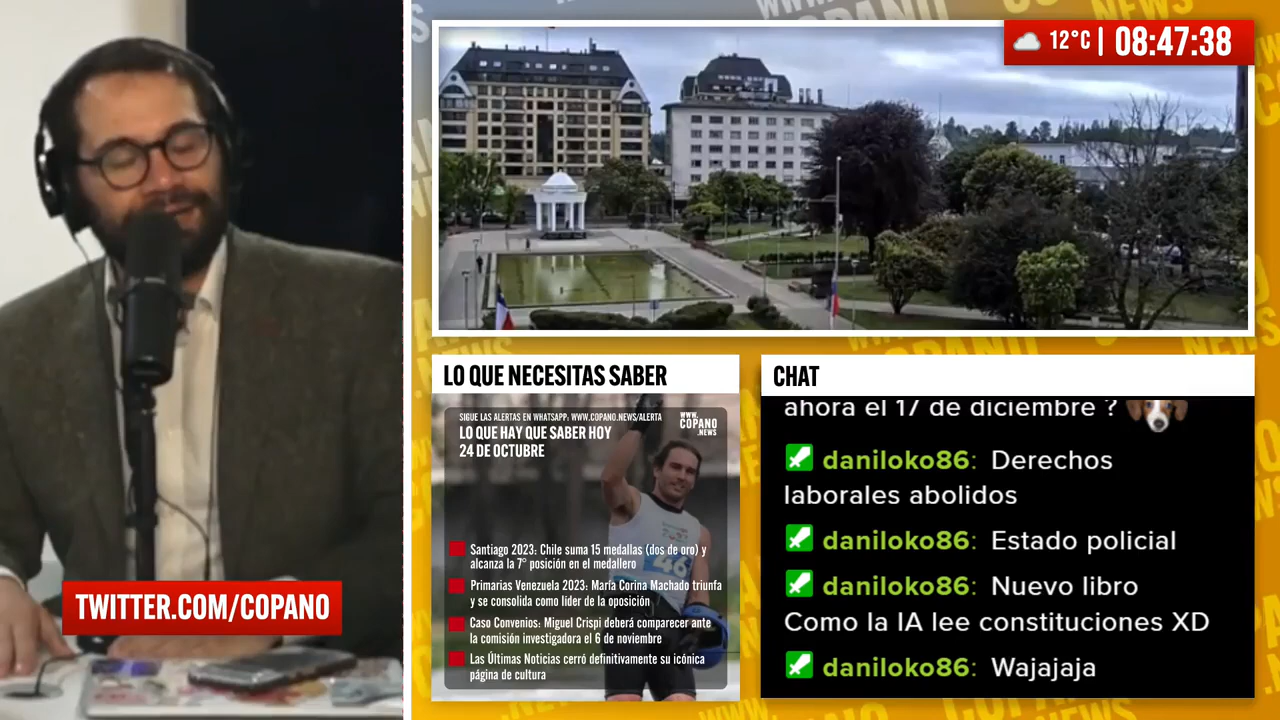 12°C | 08:47:38
TWITTER.COM/COPANO
LO QUE NECESITAS SABER
SIGUE LAS ALERTAS EN WHATSAPP: WWW.COPANO.NEWS/ALERTA
WWW.
COPANO
.NEWS
LO QUE HAY QUE SABER HOY
24 DE OCTUBRE
Santiago 2023: Chile suma 15 medallas (dos de oro) y
alcanza la 7° posición en el medallero
Primarias Venezuela 2023: María Corina Machado triunfa
y se consolida como líder de la oposición
Caso Convenios: Miguel Crispi deberá comparecer ante
la comisión investigadora el 6 de noviembre
Las Últimas Noticias cerró definitivamente su icónica
página de cultura
46
CHAT
ahora el 17 de diciembre ?
daniloko86: Derechos
laborales abolidos
daniloko86: Estado policial
daniloko86: Nuevo libro
Como la IA lee constituciones XD
daniloko86: Wajajaja